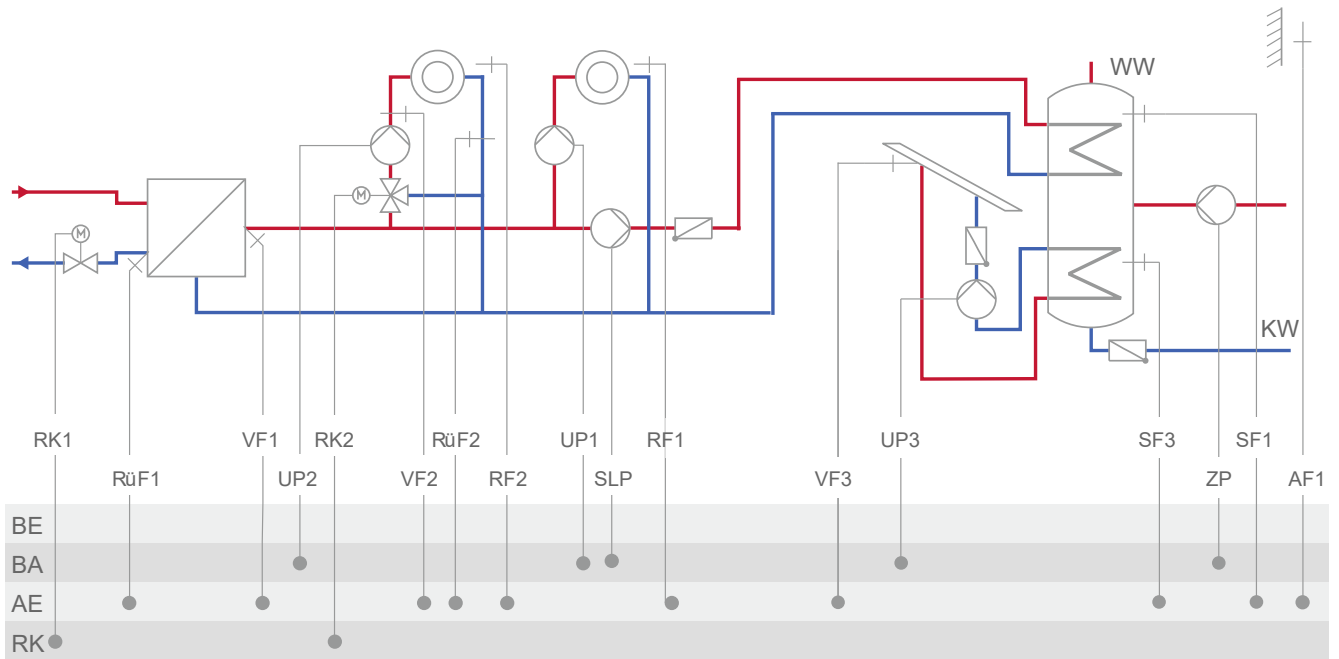 WW
M
M
KW
RK1 VF1 RK2 RüF2 UP1 RF1 UP3 SF3 SF1
RüF1 UP2 VF2 RF2 SLP VF3 ZP AF1
BE
BA
AE
RK